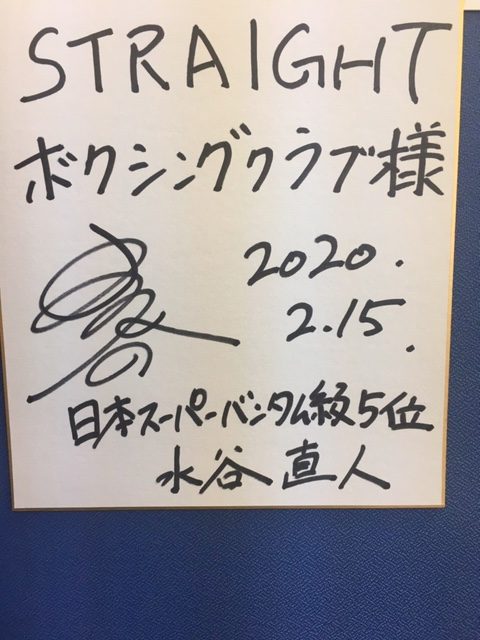 STRAIGHT
ボクシングクラブ様
2020.
2.15.
日本スーパーバンタム級5位
水谷直人